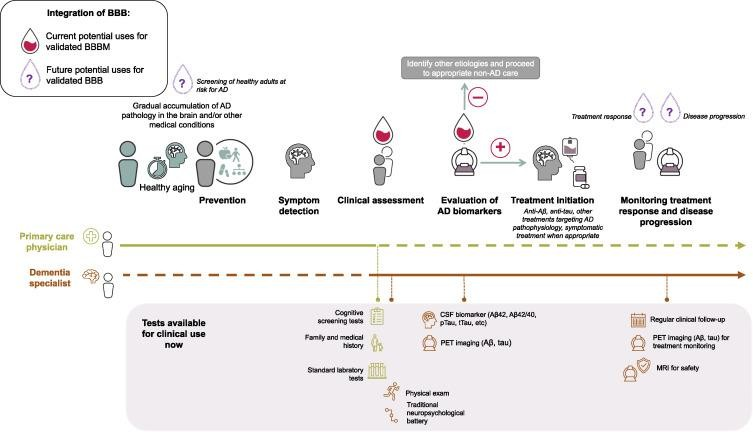 Integration of BBB:
Current potential uses for
validated BBBM
?
Future potential uses for
validated BBB
?
Screening of healthy adults at
risk for AD
Gradual accumulation of AD
pathology in the brain and/or other
medical conditions
Healthy aging
Prevention
Symptom
detection
Clinical assessment
Identify other etiologies and proceed
to appropriate non-AD care
Evaluation of
AD biomarkers
Treatment initiation
Anti-Aβ, anti-tau, other
treatments targeting AD
pathophysiology, symptomatic
treatment when appropriate
Treatment response
?
?
Disease progression
Monitoring treatment
response and disease
progression
Primary care
physician
Dementia
specialist
Tests available
for clinical use
now
Cognitive
screening tests
Family and medical
history
Standard labratory
tests
Physical exam
Traditional
neuropsychological
battery
CSF biomarker (Aβ42, Aβ42/40,
pTau, tTau, etc)
PET imaging (Aβ, tau)
Regular clinical follow-up
PET imaging (Aβ, tau) for
treatment monitoring
MRI for safety